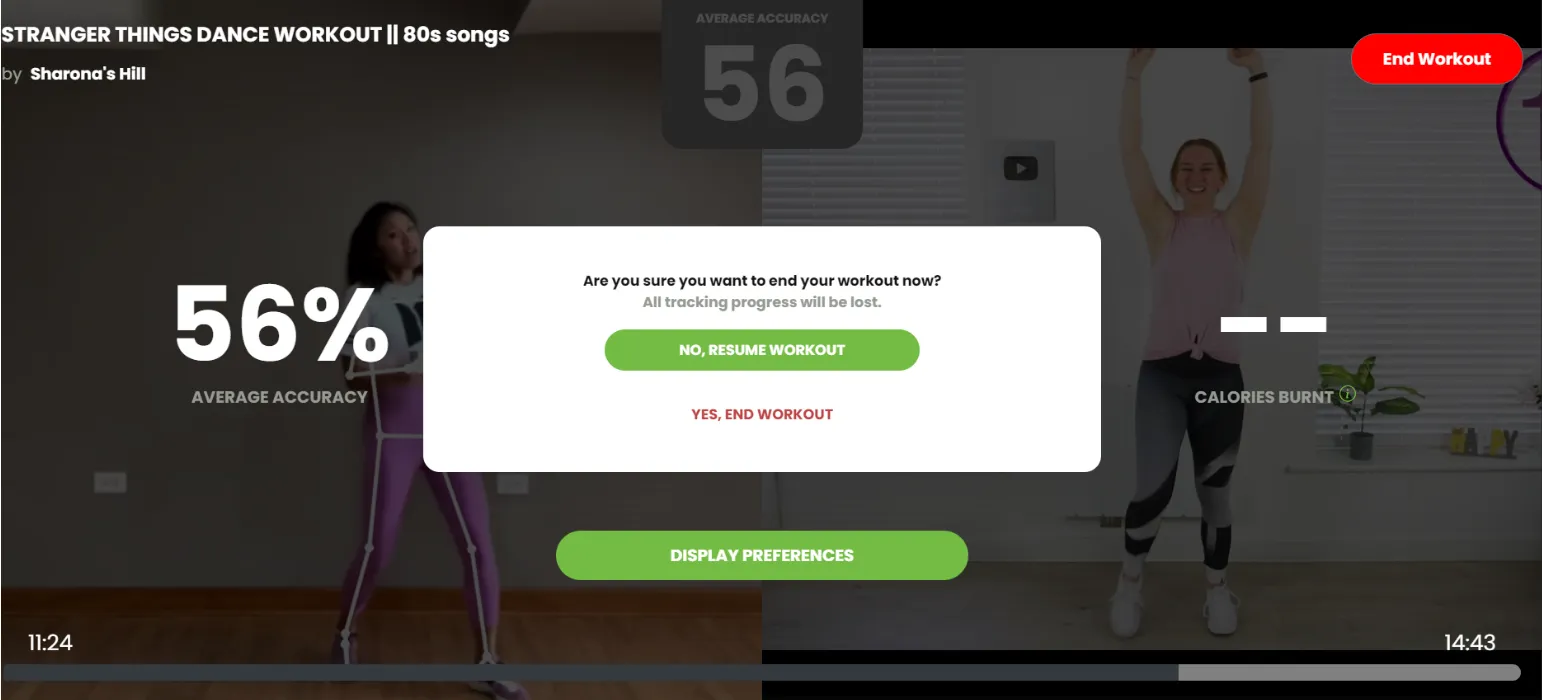 STRANGER THINGS DANCE WORKOUT || 80s songs
by Sharona's Hill
AVERAGE ACCURACY
56
End Workout
56%
AVERAGE ACCURACY
Are you sure you want to end your workout now?
All tracking progress will be lost.
NO, RESUME WORKOUT
YES, END WORKOUT
--
CALORIES BURNT
DISPLAY PREFERENCES
11:24
14:43